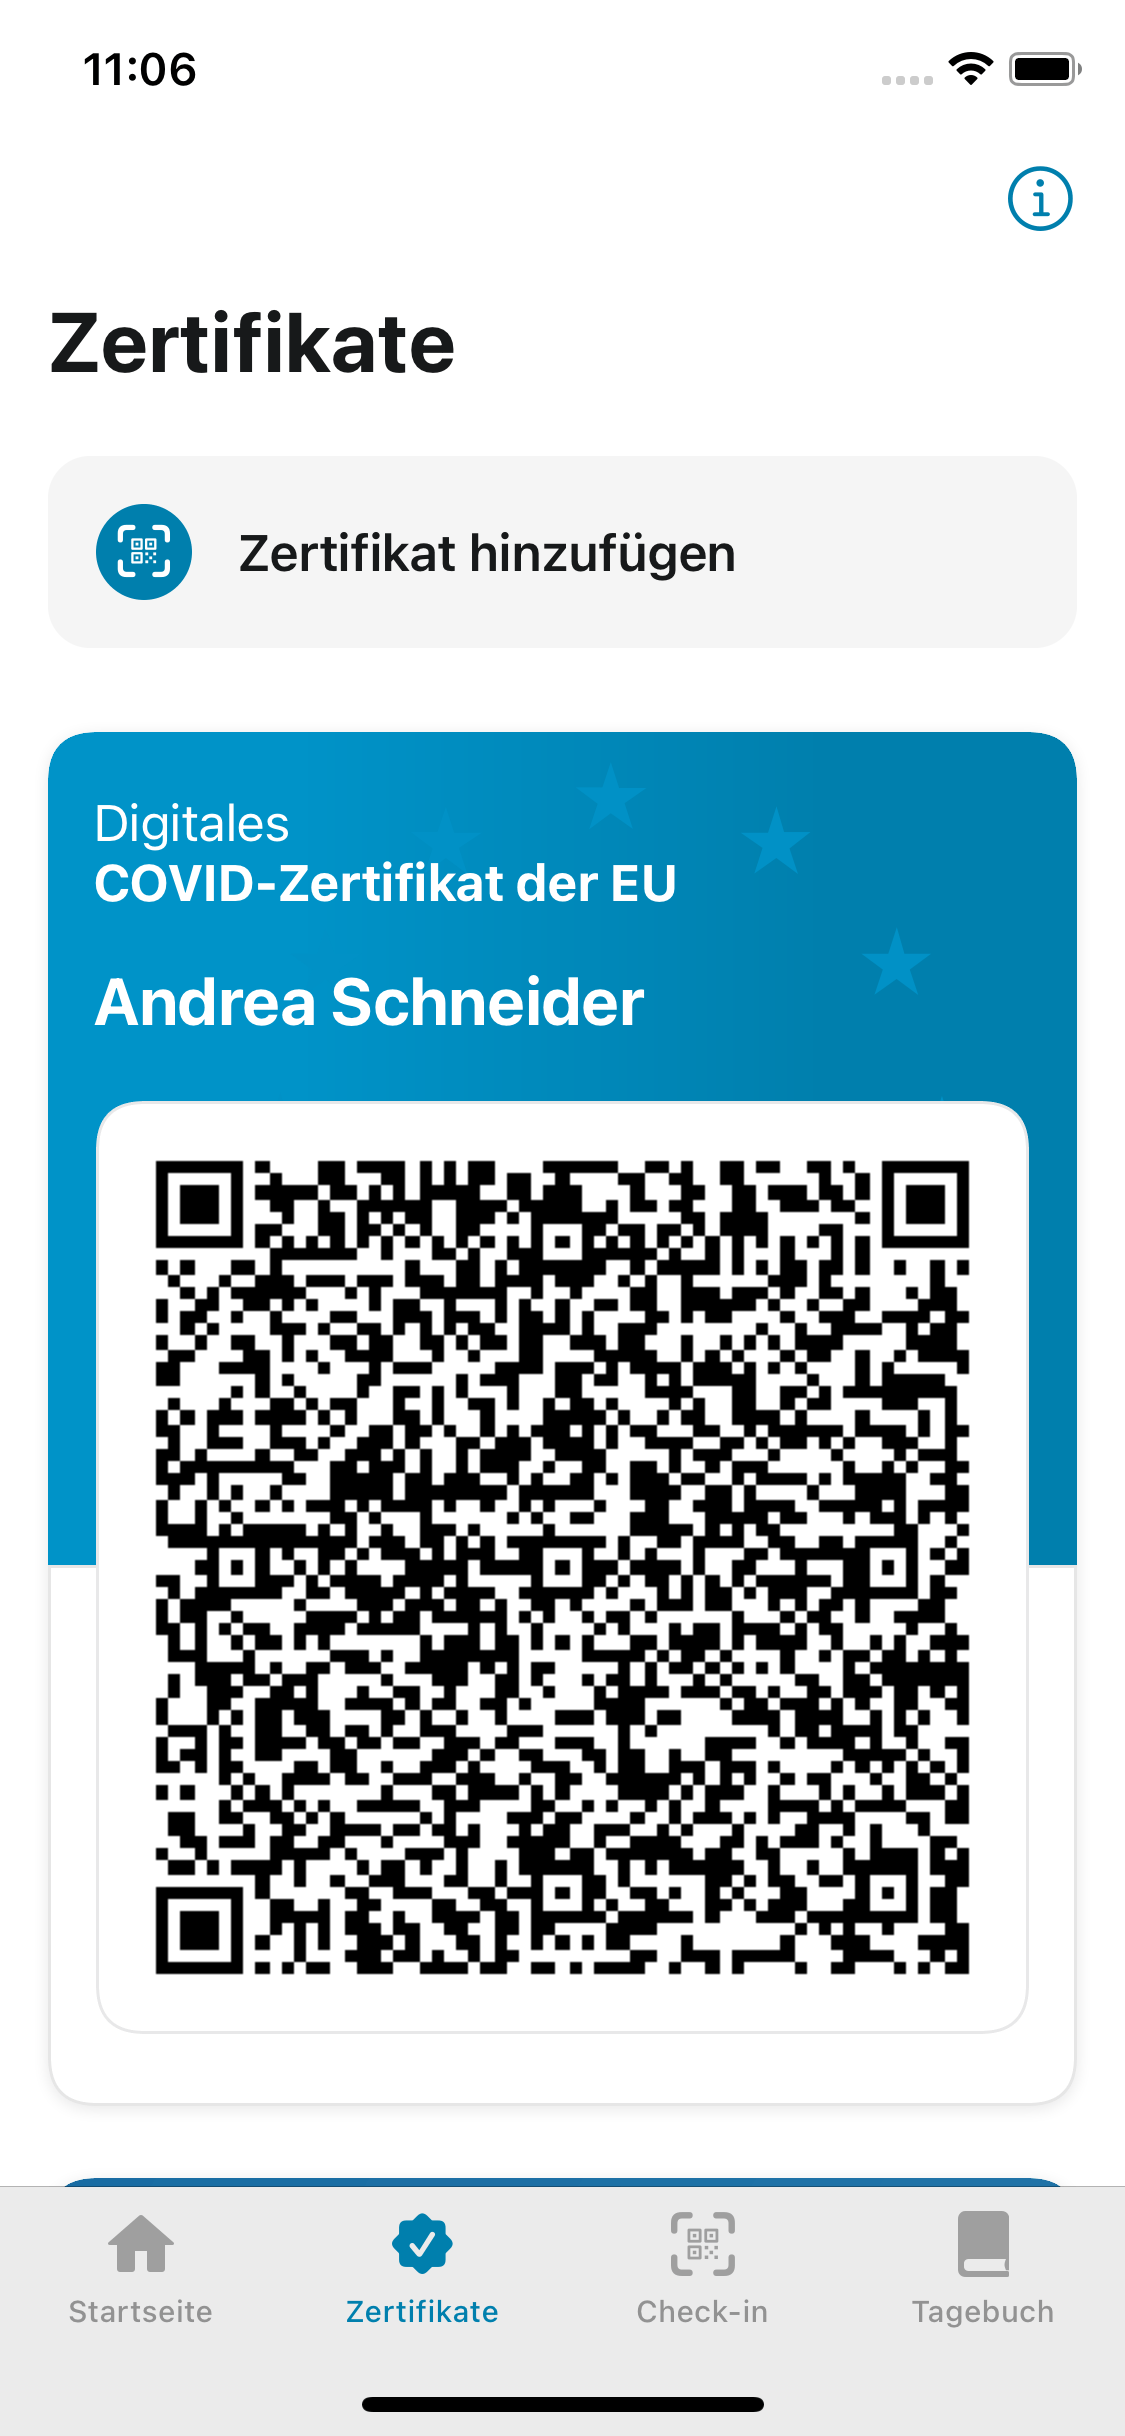 11:06
Zertifikate
Zertifikat hinzufügen
Digitales
COVID-Zertifikat der EU
Andrea Schneider
Startseite
Zertifikate
Check-in
Tagebuch